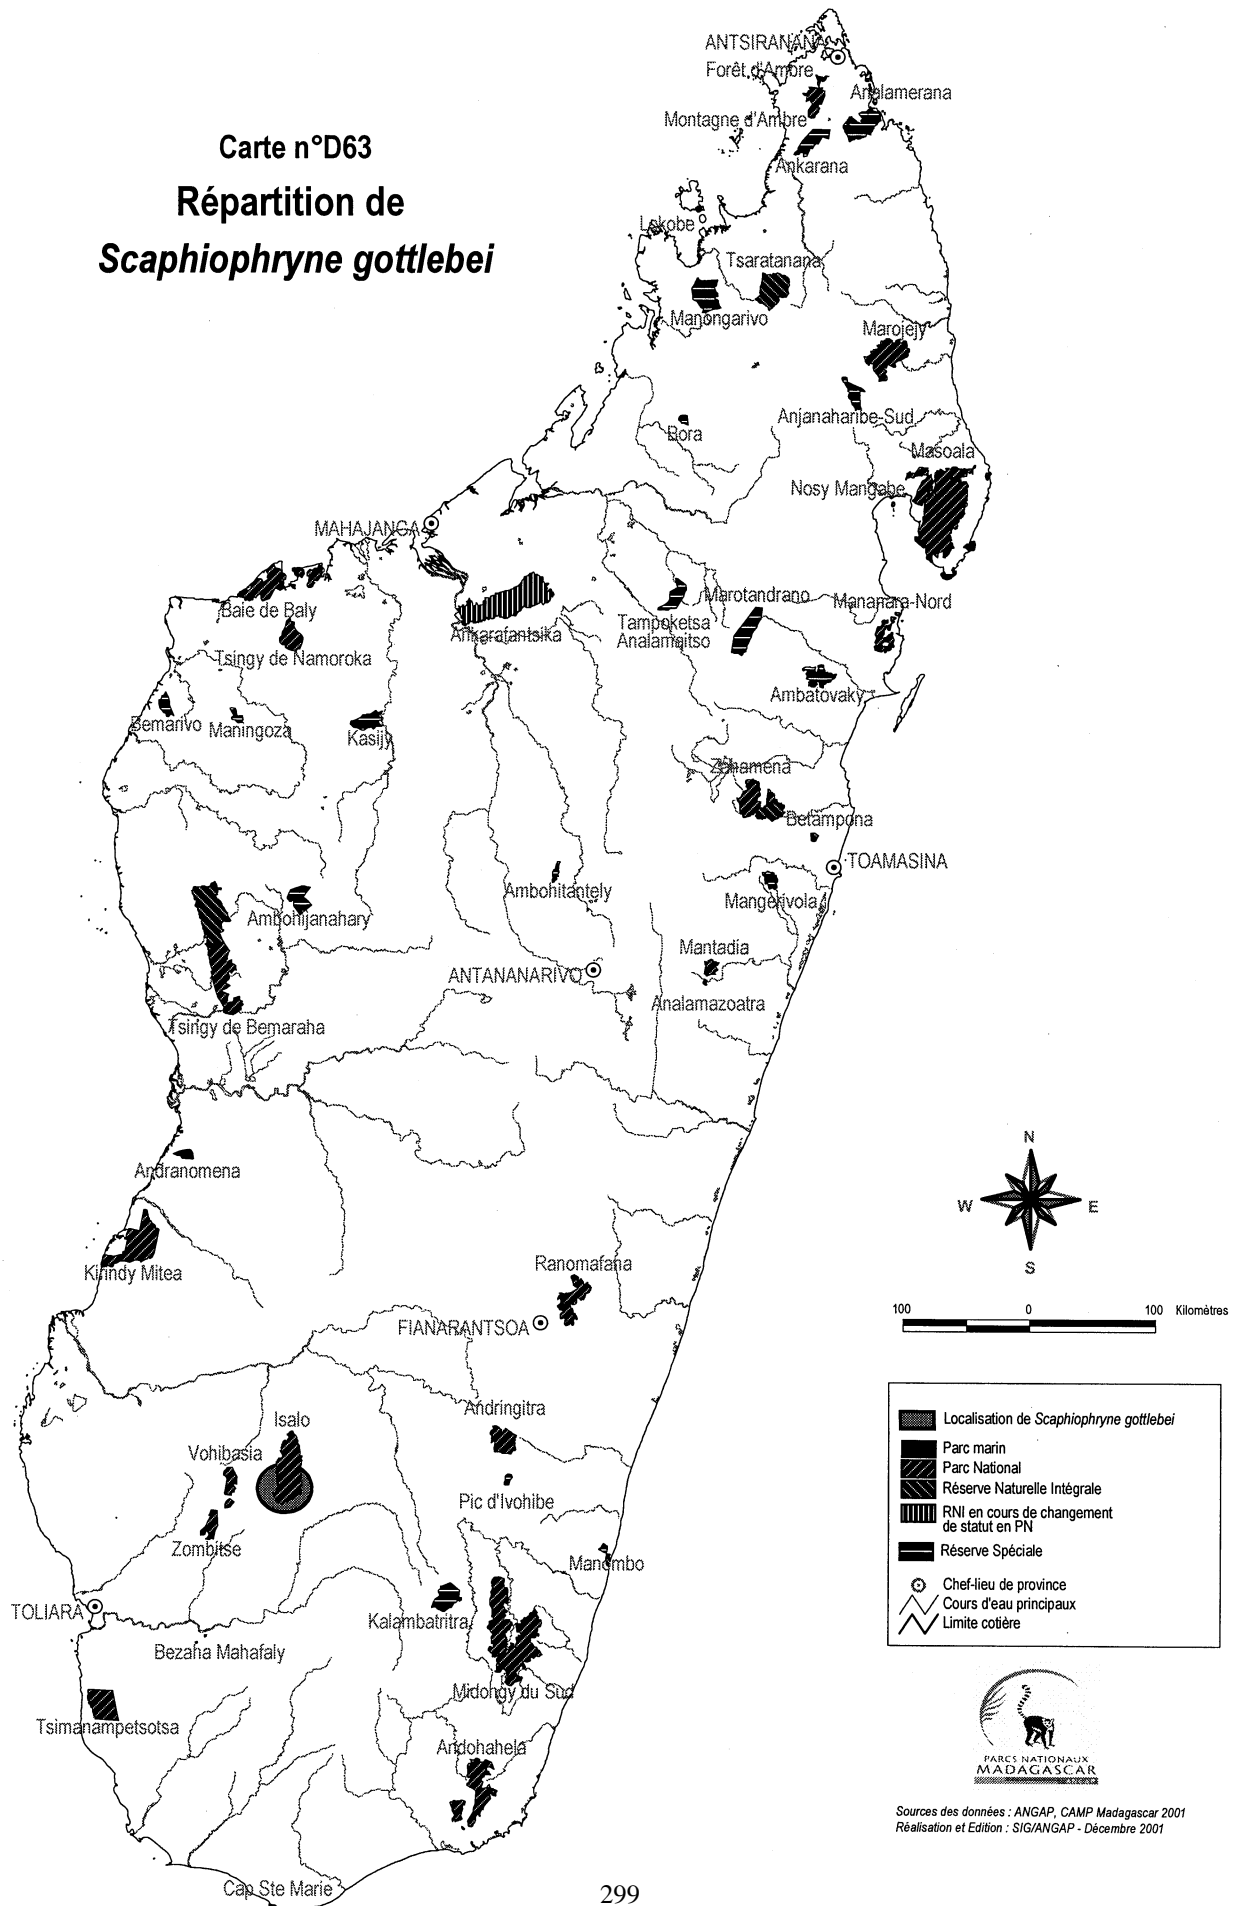 Carte n°D63
Répartition de
Scaphiophryne gottlebei
ANTSIRANANA
Forêt d'Ambre
Analamerana
Montagne d'Ambre
Ankarana
Lokobe
Tsaratanana
Manongarivo
Marojejy
Anjanaharibe-Sud
Bora
Masoala
Nosy Mangabe
MAHAJANGA
Baie de Baly
Ankarafantsika
Tampoketsa
Analamaitso
Marotandrano
Mananara-Nord
Tsingy de Namoroka
Ambatovaky
Bemarivo
Maningoza
Kasijy
Zahamena
Betampona
TOAMASINA
Ambohitantely
Mangerivola
Ambohijanahary
Mantadia
ANTANANARIVO
Analamazoatra
Tsingy de Bemaraha
Andranomena
Kirindy Mitea
Ranomafana
FIANARANTSOA
Andringitra
Isalo
Vohibasia
Pic d'Ivohibe
Zombitse
Manombo
TOLIARA
Kalambatritra
Bezaha Mahafaly
Midongy du Sud
Tsimanampetsotsa
Andohahela
Cap Ste Marie
N
W
E
S
100 0 100 Kilomètres
Localisation de Scaphiophryne gottlebei
Parc marin
Parc National
Réserve Naturelle Intégrale
RNI en cours de changement
de statut en PN
Réserve Spéciale
Chef-lieu de province
Cours d'eau principaux
Limite cotière
PARCS NATIONAUX
MADAGASCAR
ANGAP
Sources des données : ANGAP, CAMP Madagascar 2001
Réalisation et Edition : SIG/ANGAP - Décembre 2001
299